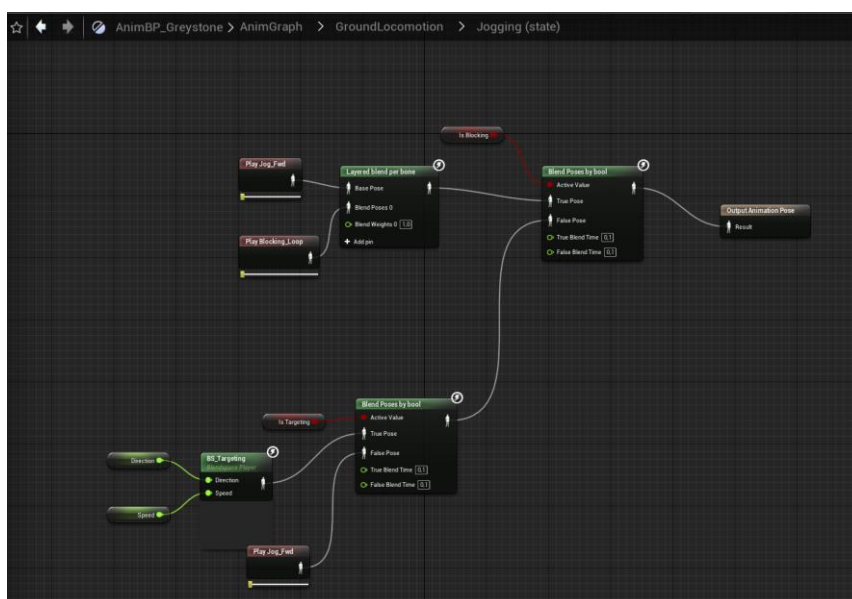 AnimBP_Greystone > AnimGraph > GroundLocomotion > Jogging (state)
Is Blocking
Play Jog_Fwd
Layered blend per bone
Base Pose
Blend Poses 0
Blend Weights 0 1,0
Add pin
Play Blocking_Loop
Blend Poses by bool
Active Value
True Pose
False Pose
True Blend Time 0,1
False Blend Time 0,1
Output Animation Pose
Result
Is Targeting
Blend Poses by bool
Active Value
True Pose
False Pose
True Blend Time 0,1
False Blend Time 0,1
Direction
Speed
BS_Targeting
Blendspace Player
Direction
Speed
Play Jog_Fwd